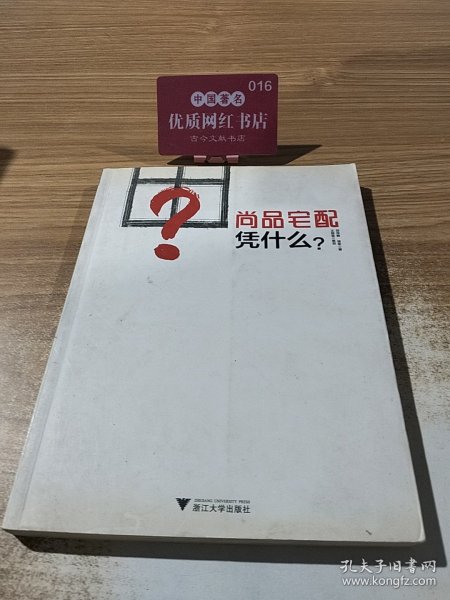 016
中国著名
优质网红书店
古今文献书店
?
尚品宅配
凭什么?
ZHEJIANG UNIVERSITY PRESS
浙江大学出版社
孔夫子旧书网
www.kongfz.com